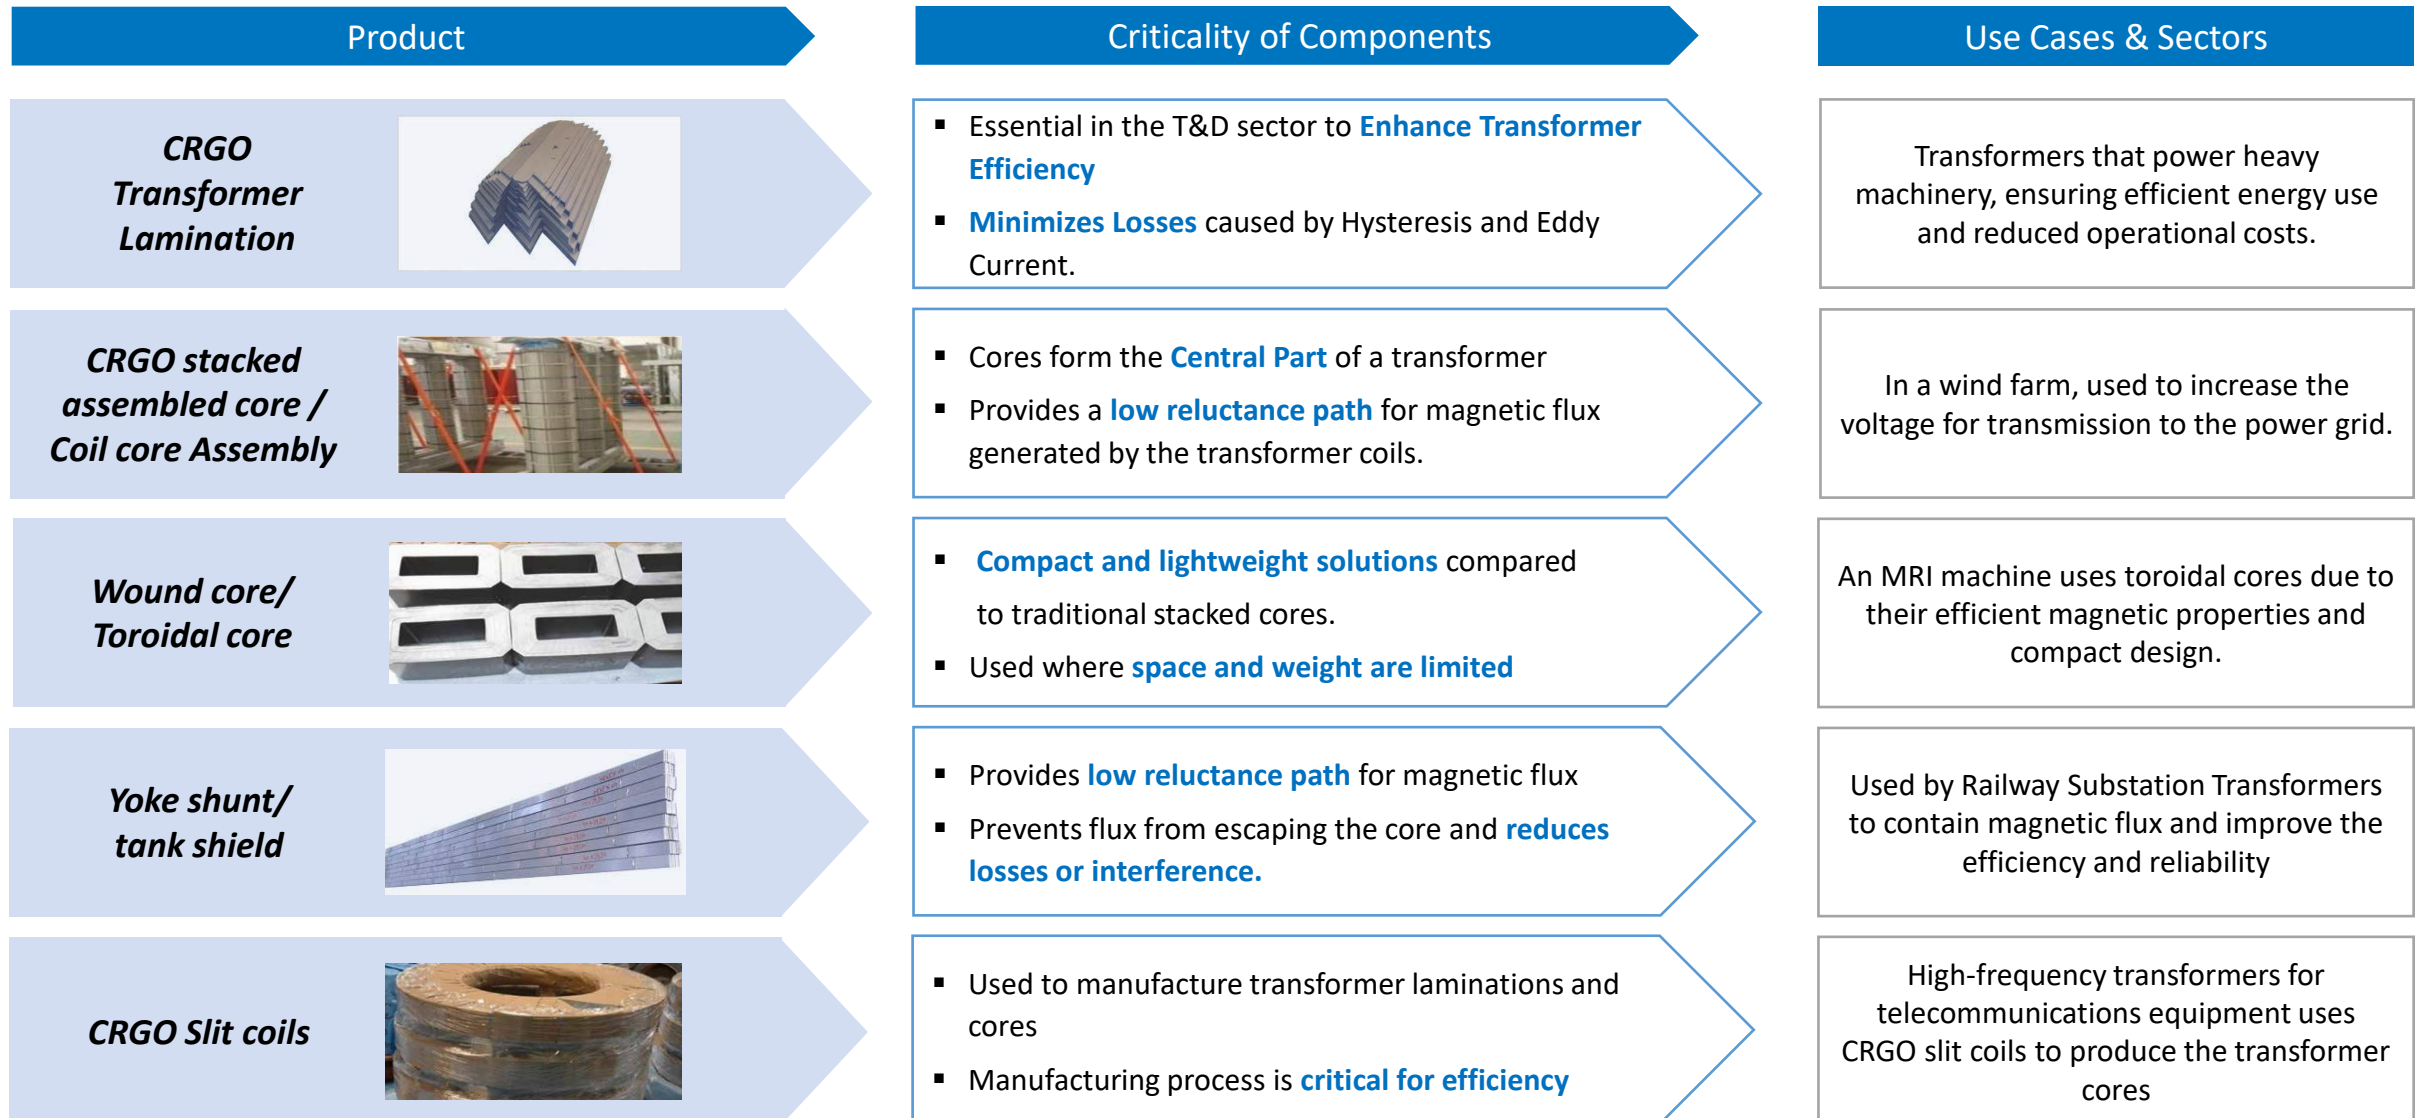 Product
Criticality of Components
Use Cases & Sectors
CRGO
Transformer
Lamination
▪ Essential in the T&D sector to Enhance Transformer
Efficiency
▪ Minimizes Losses caused by Hysteresis and Eddy
Current.
Transformers that power heavy
machinery, ensuring efficient energy use
and reduced operational costs.
CRGO stacked
assembled core /
Coil core Assembly
▪ Cores form the Central Part of a transformer
▪ Provides a low reluctance path for magnetic flux
generated by the transformer coils.
In a wind farm, used to increase the
voltage for transmission to the power grid.
Wound core/
Toroidal core
▪ Compact and lightweight solutions compared
to traditional stacked cores.
▪ Used where space and weight are limited
An MRI machine uses toroidal cores due to
their efficient magnetic properties and
compact design.
Yoke shunt/
tank shield
▪ Provides low reluctance path for magnetic flux
▪ Prevents flux from escaping the core and reduces
losses or interference.
Used by Railway Substation Transformers
to contain magnetic flux and improve the
efficiency and reliability
CRGO Slit coils
▪ Used to manufacture transformer laminations and
cores
▪ Manufacturing process is critical for efficiency
High-frequency transformers for
telecommunications equipment uses
CRGO slit coils to produce the transformer
cores